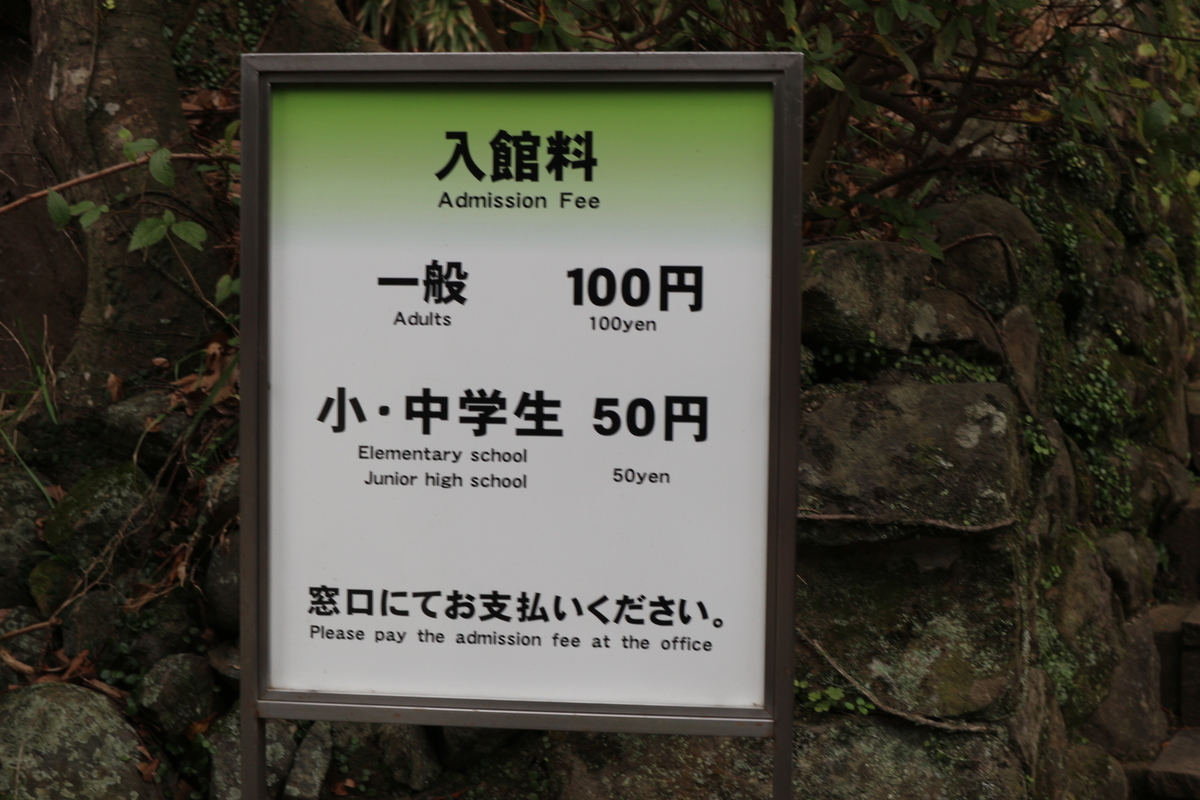 入館料
Admission Fee
一般 100円
Adults 100yen
小・中学生 50円
Elementary school
Junior high school 50yen
窓口にてお支払いください。
Please pay the admission fee at the office